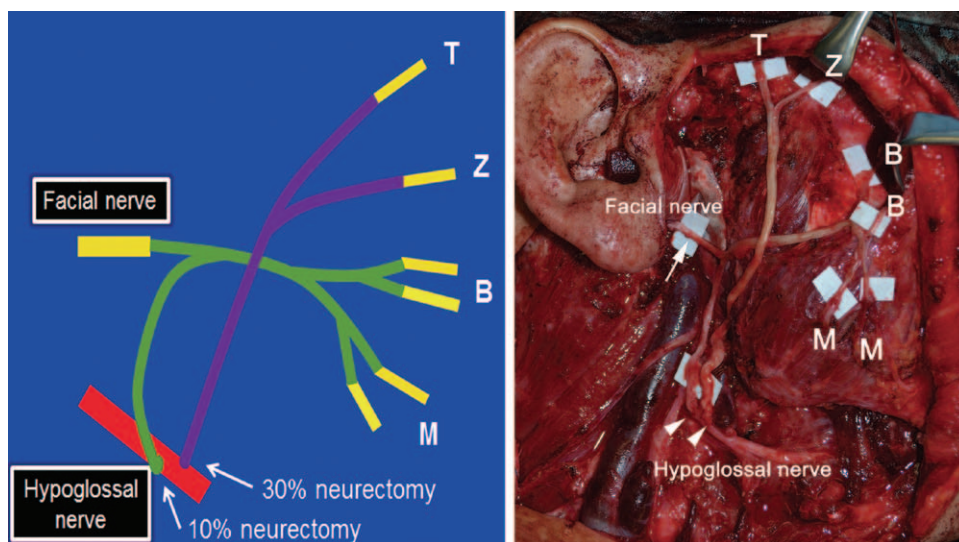 T
Z
Facial nerve
B
M
Hypoglossal
nerve
30% neurectomy
10% neurectomy
T
Z
B
Facial nerve
B
M
M
Hypoglossal nerve